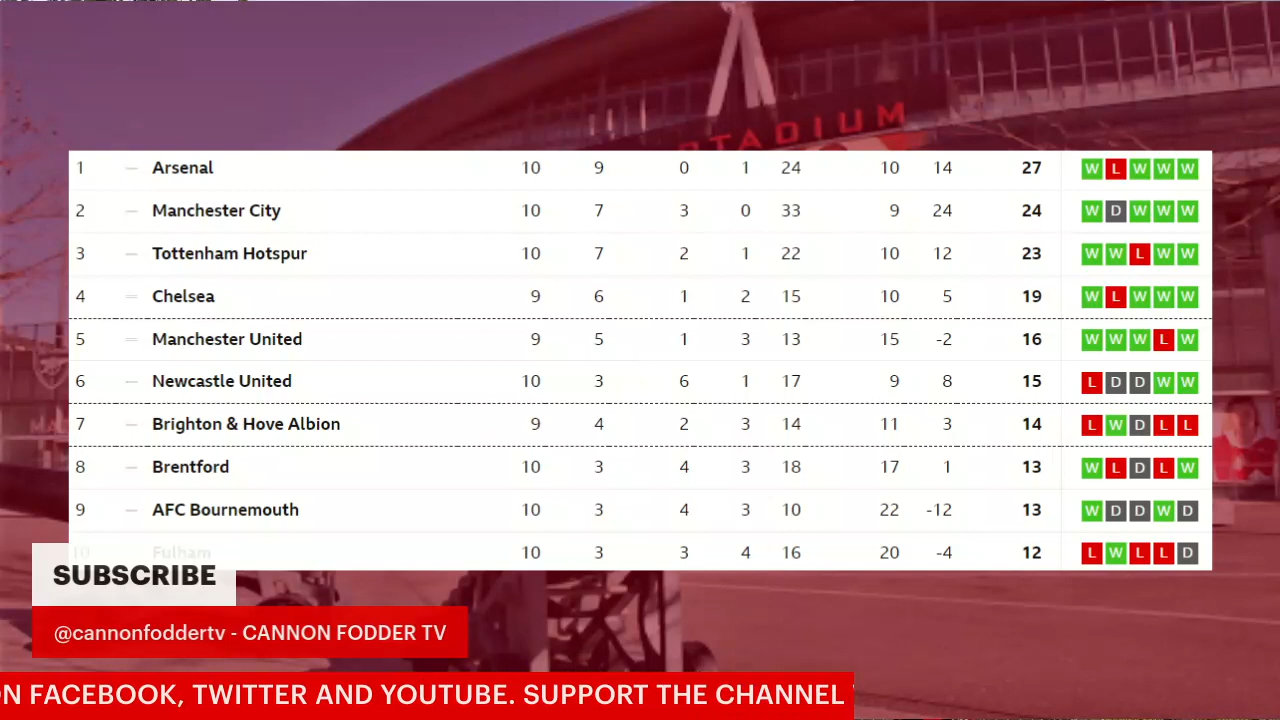 STADIUM
1 — Arsenal 10 9 0 1 24 10 14 27 W L W W W
2 — Manchester City 10 7 3 0 33 9 24 24 W D W W W
3 — Tottenham Hotspur 10 7 2 1 22 10 12 23 W W L W W
4 = Chelsea 9 6 1 2 15 10 5 19 W L W W W
5 = Manchester United 9 5 1 3 13 15 -2 16 W W W L W
6 — Newcastle United 10 3 6 1 17 9 8 15 L D D W W
7 — Brighton & Hove Albion 9 4 2 3 14 11 3 14 L W D L L
8 — Brentford 10 3 4 3 18 17 1 13 W L D L W
9 — AFC Bournemouth 10 3 4 3 10 22 -12 13 W D D W D
10 Fulham 10 3 3 4 16 20 -4 12 L W L L D
SUBSCRIBE
@cannonfoddertv - CANNON FODDER TV
ON FACEBOOK, TWITTER AND YOUTUBE. SUPPORT THE CHANNEL